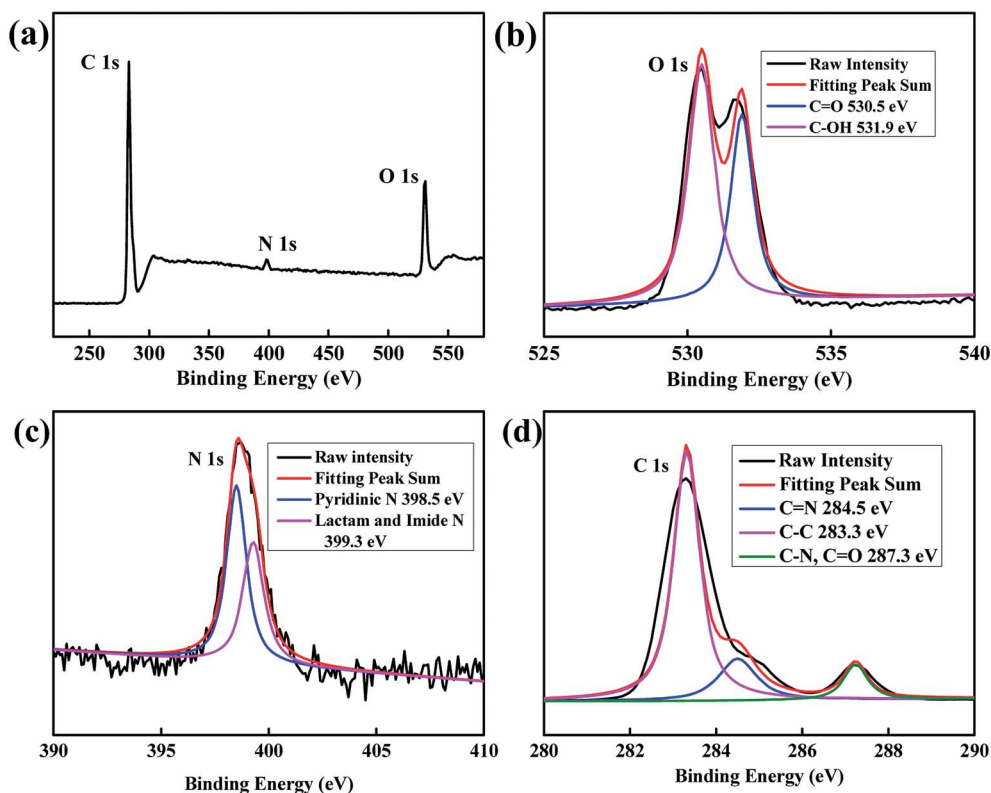 (a)
C 1s
N 1s
O 1s
250 300 350 400 450 500 550
Binding Energy (eV)
(b)
O 1s
Raw Intensity
Fitting Peak Sum
C=O 530.5 eV
C-OH 531.9 eV
525 530 535 540
Binding Energy (eV)
(c)
N 1s
Raw intensity
Fitting Peak Sum
Pyridinic N 398.5 eV
Lactam and Imide N
399.3 eV
390 395 400 405 410
Binding Energy (eV)
(d)
C 1s
Raw Intensity
Fitting Peak Sum
C=N 284.5 eV
C-C 283.3 eV
C-N, C=O 287.3 eV
280 282 284 286 288 290
Binding Energy (eV)